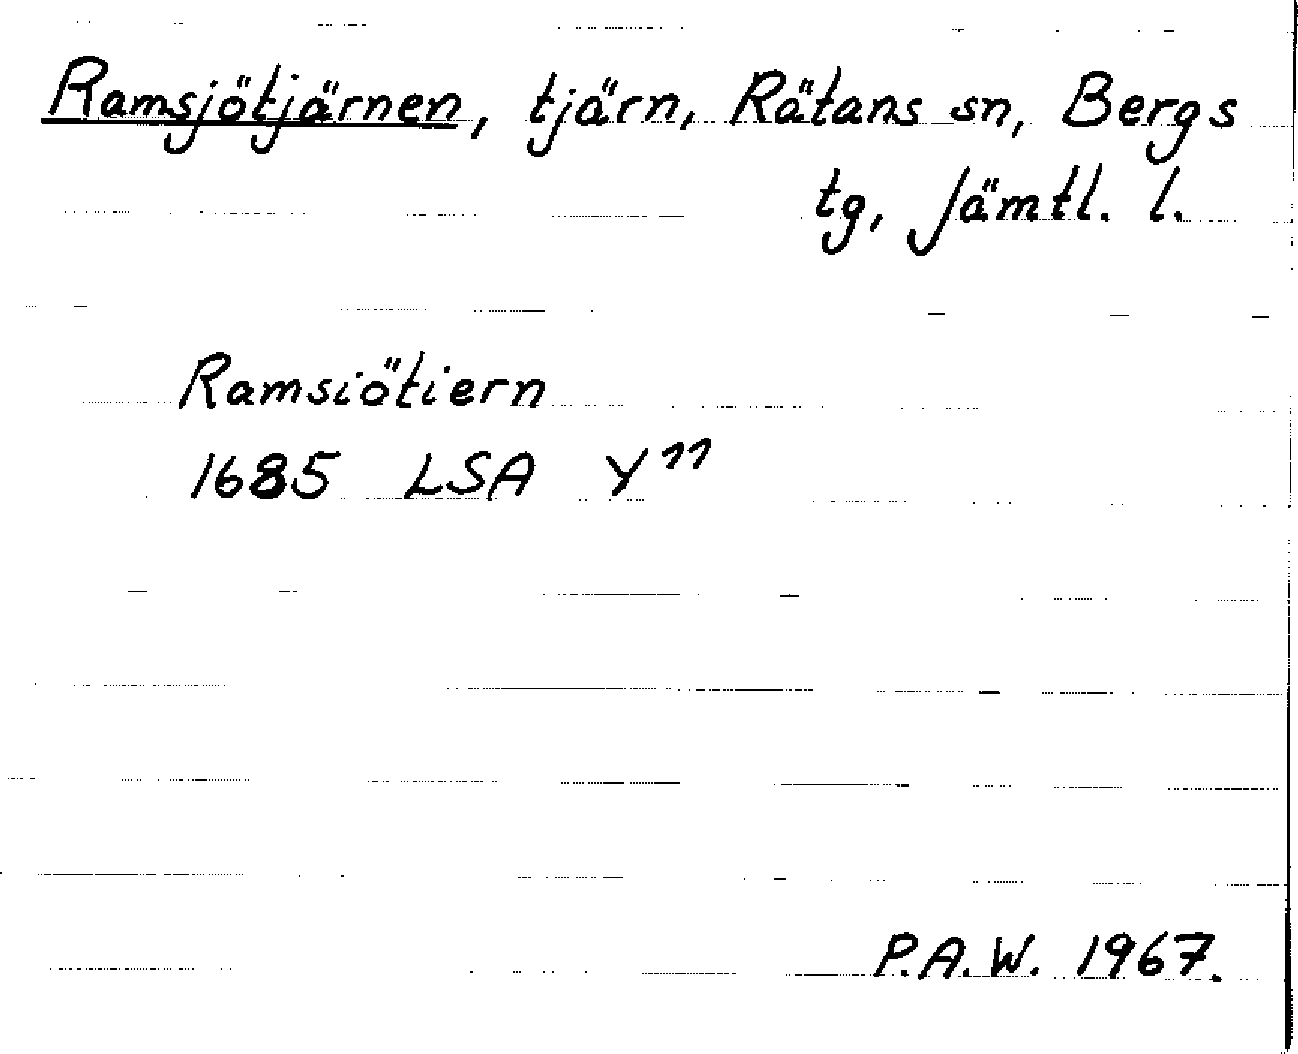 Ramsjötjärnen, tjärn, Rätans sn, Bergs
tg, Jämtl. l.
Ramsiötiern
1685 LSA Y¹¹
P.A.W. 1967.